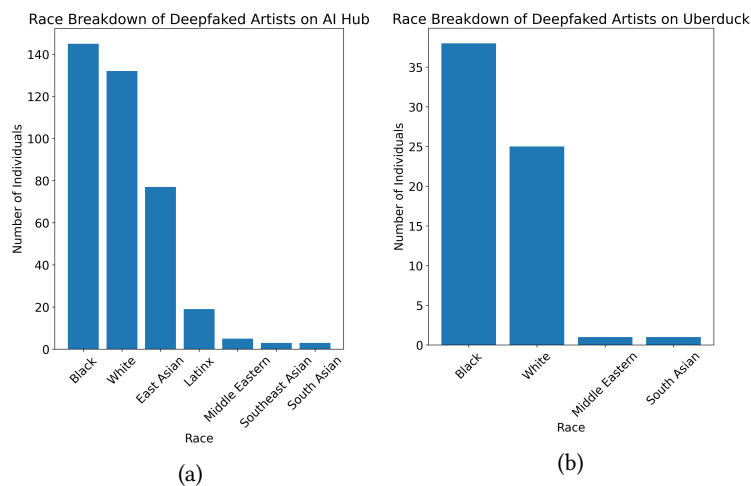 Race Breakdown of Deepfaked Artists on AI Hub
Number of Individuals
140
120
100
80
60
40
20
0
Black
White
East Asian
Latinx
Middle Eastern
Southeast Asian
South Asian
Race
(a)
Race Breakdown of Deepfaked Artists on Uberduck
Number of Individuals
35
30
25
20
15
10
5
0
Black
White
Middle Eastern
South Asian
Race
(b)